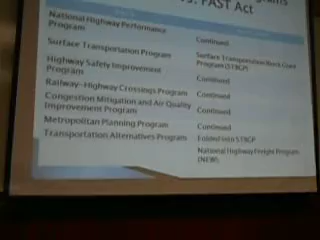 FAST Act
National Highway Performance
Program
Continued
Surface Transportation Program
Surface Transportation Block Grant
Program (STBGP)
Highway Safety Improvement
Program
Continued
Railway-Highway Crossings Program
Continued
Congestion Mitigation and Air Quality
Improvement Program
Continued
Metropolitan Planning Program
Continued
Transportation Alternatives Program
Folded into STBGP
National Highway Freight Program
(NEW)